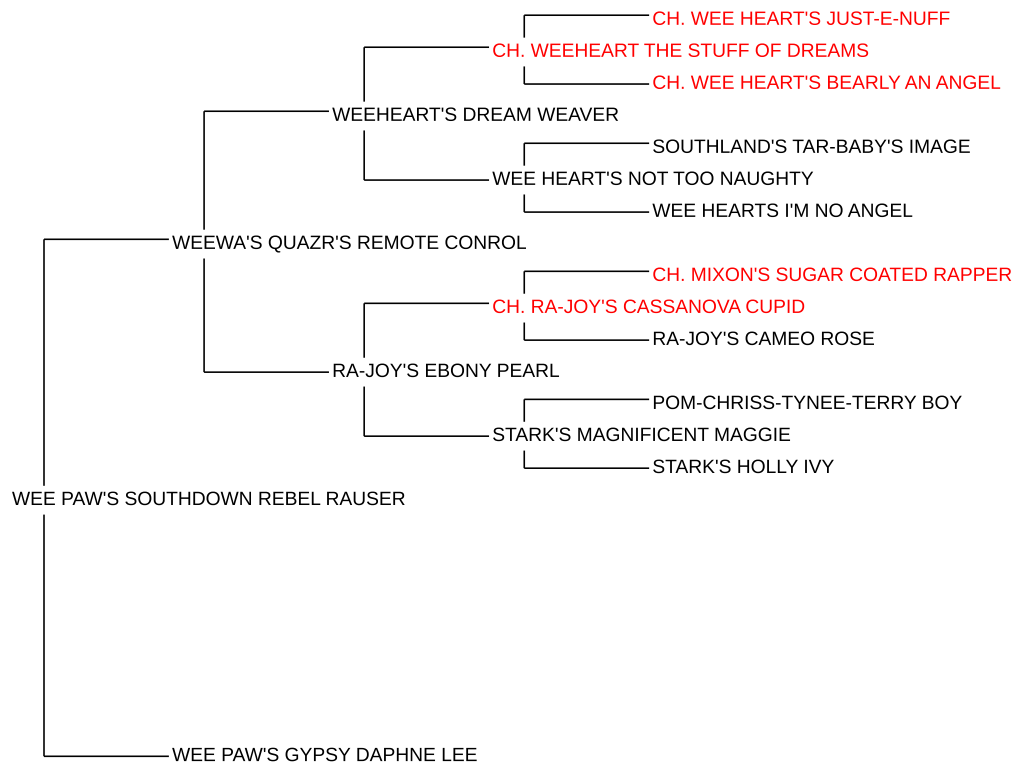 CH. WEE HEART'S JUST-E-NUFF
CH. WEEHEART THE STUFF OF DREAMS
CH. WEE HEART'S BEARLY AN ANGEL
WEEHEART'S DREAM WEAVER
SOUTHLAND'S TAR-BABY'S IMAGE
WEE HEART'S NOT TOO NAUGHTY
WEE HEARTS I'M NO ANGEL
WEEWA'S QUAZR'S REMOTE CONROL
CH. MIXON'S SUGAR COATED RAPPER
CH. RA-JOY'S CASSANOVA CUPID
RA-JOY'S CAMEO ROSE
RA-JOY'S EBONY PEARL
POM-CHRISS-TYNEE-TERRY BOY
STARK'S MAGNIFICENT MAGGIE
STARK'S HOLLY IVY
WEE PAW'S SOUTHDOWN REBEL RAUSER
WEE PAW'S GYPSY DAPHNE LEE